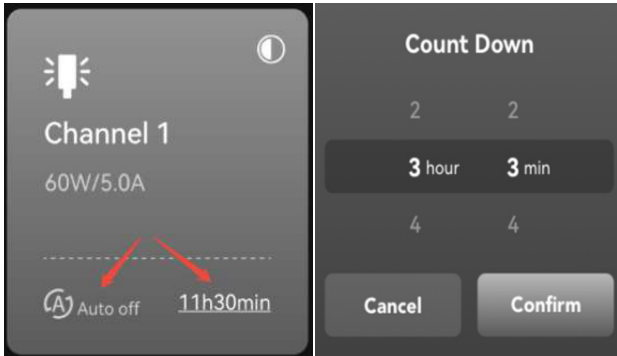 Channel 1
60W/5.0A
A Auto off 11h30min
Count Down
2 2
3 hour 3 min
4 4
Cancel Confirm